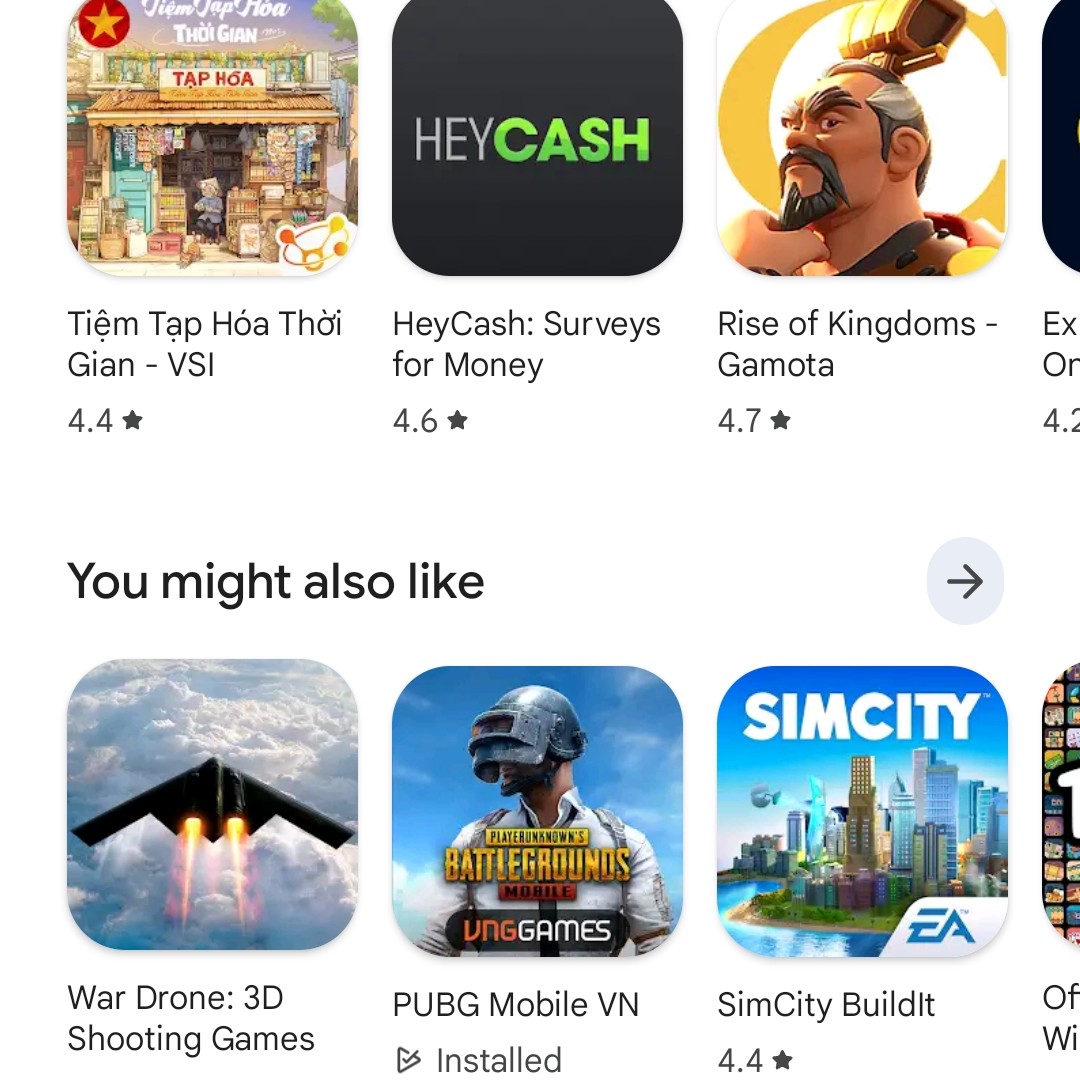 Tiệm Tạp Hóa
THỜI GIAN
TẠP HÓA
HEYCASH
Tiệm Tạp Hóa Thời
Gian - VSI
4.4
HeyCash: Surveys
for Money
4.6
Rise of Kingdoms -
Gamota
4.7
Ex
On
4.2
You might also like
PLAYERUNKNOWN'S
BATTLEGROUNDS
MOBILE
VNGGAMES
SIMCITY™
EA™
War Drone: 3D
Shooting Games
PUBG Mobile VN
Installed
SimCity BuildIt
4.4
Of
Wi